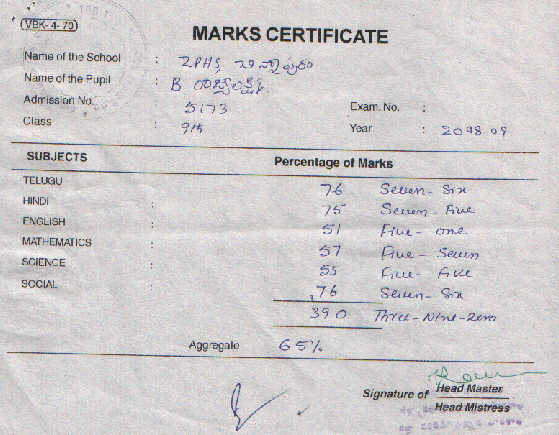 VBK-4-70
MARKS CERTIFICATE
Name of the School : ZPHS,
Name of the Pupil : B రాజ్యలక్ష్మి
Admission No. : 5173 Exam. No. :
Class : 9th Year : 2008 09
SUBJECTS Percentage of Marks
TELUGU : 76 Seven - Six
HINDI : 75 Seven - Five
ENGLISH : 51 Five - one
MATHEMATICS : 57 Five - Seven
SCIENCE : 55 Five - Five
SOCIAL : 76 Seven - Six
390 Three - Nine - Zero
Aggregate 65%
Signature of Head Master
Head Mistress